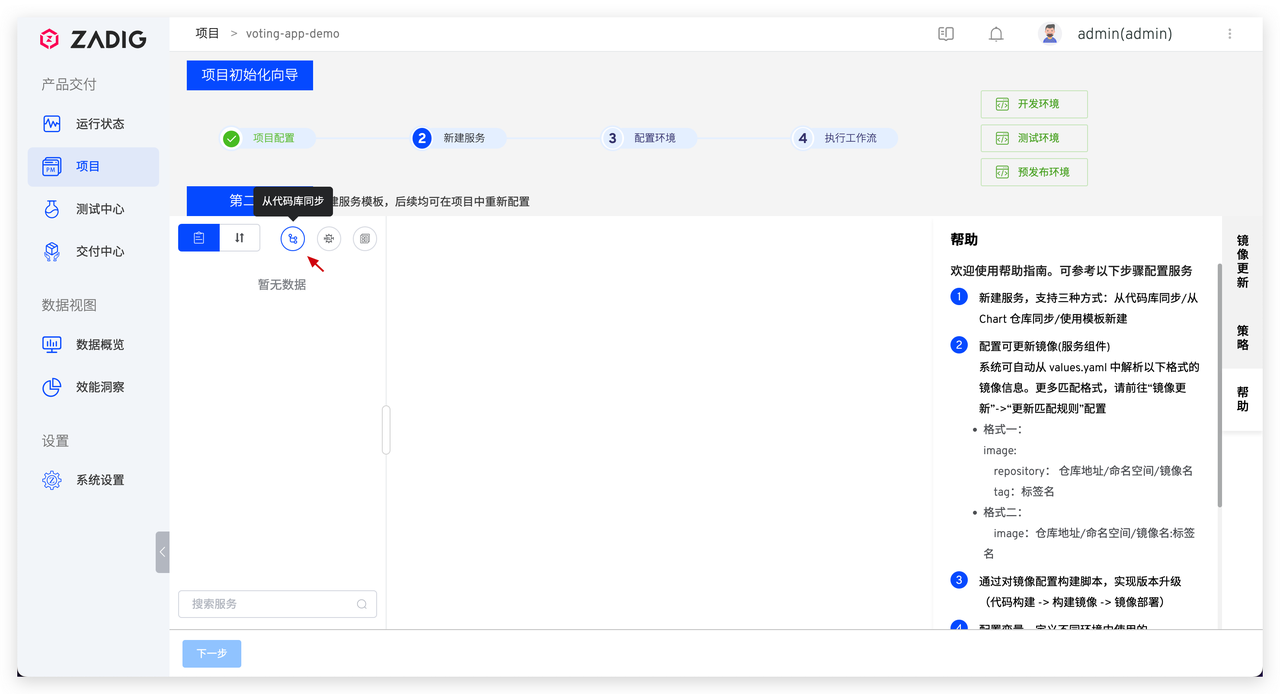 ZADIG
项目 > voting-app-demo
admin(admin)
产品交付
运行状态
项目
测试中心
交付中心
数据视图
数据概览
效能洞察
设置
系统设置
项目初始化向导
项目配置
2 新建服务
3 配置环境
4 执行工作流
开发环境
测试环境
预发布环境
第二
从代码库同步
建服务模板，后续均可在项目中重新配置
暂无数据
搜索服务
下一步
帮助
欢迎使用帮助指南。可参考以下步骤配置服务
1 新建服务，支持三种方式：从代码库同步/从
Chart 仓库同步/使用模板新建
2 配置可更新镜像(服务组件)
系统可自动从 values.yaml 中解析以下格式的
镜像信息。更多匹配格式，请前往“镜像更
新”->“更新匹配规则”配置
• 格式一：
image:
repository： 仓库地址/命名空间/镜像名
tag：标签名
• 格式二：
image：仓库地址/命名空间/镜像名:标签
名
3 通过对镜像配置构建脚本，实现版本升级
（代码构建 -> 构建镜像 -> 镜像部署）
4 配置变量，定义不同环境中使用的
镜像更新
策略
帮助